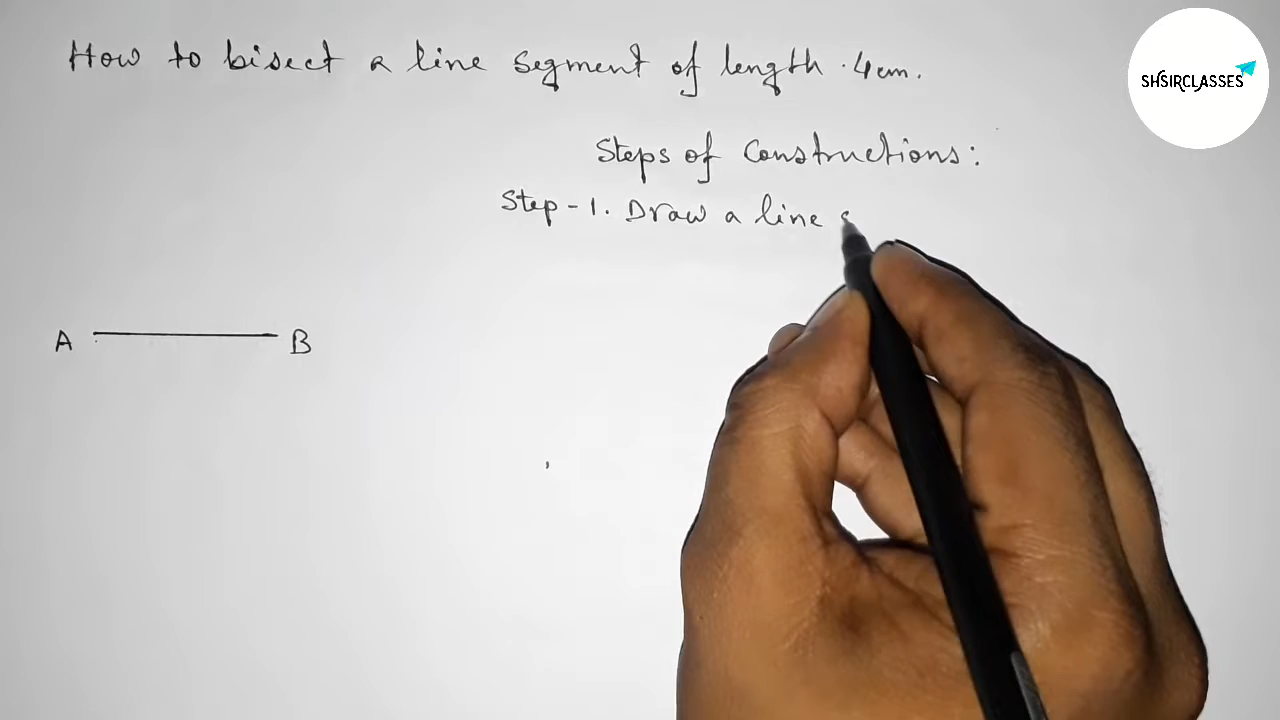 How to bisect a line segment of length . 4cm.
SHSIRCLASSES
Steps of Constructions:
Step - 1. Draw a line s
A B